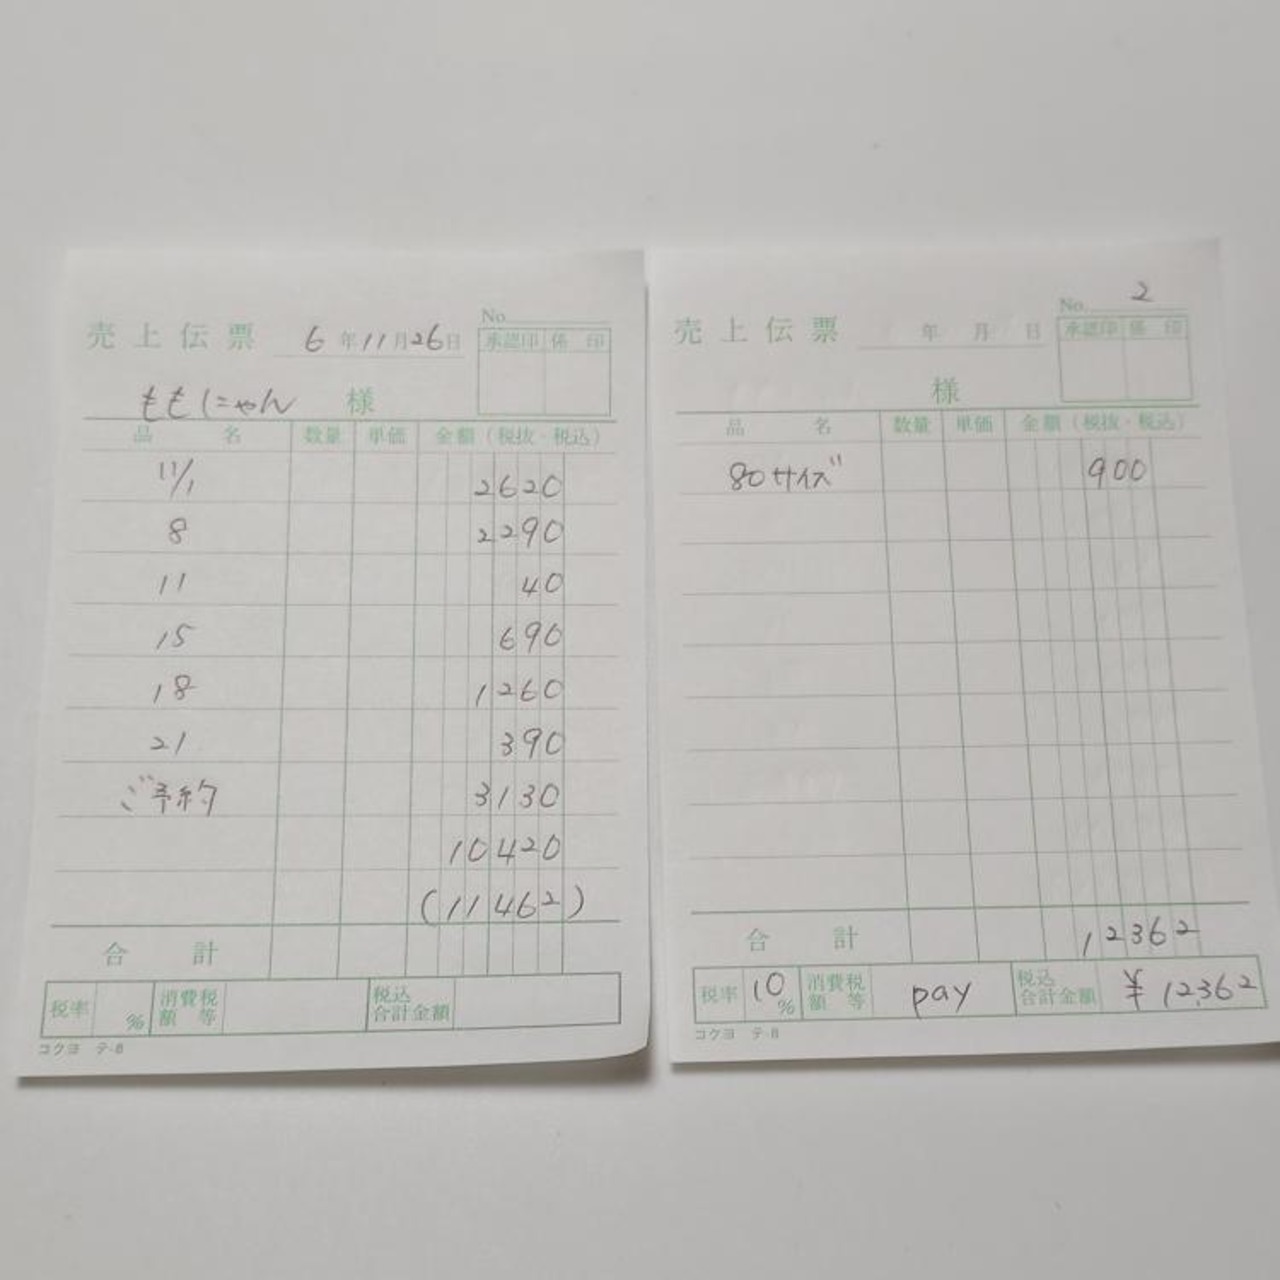 No.
売上伝票 6年11月26日
承認印 係印
ももにゃん 様
品名 数量 単価 金額(税抜・税込)
11/1 2620
8 2290
11 40
15 690
18 1260
21 390
ご予約 3130
10420
(11462)
合計
税率 % 消費税額等 税込合計金額
コクヨ テ-8
No. 2
売上伝票 年 月 日
承認印 係印
様
品名 数量 単価 金額(税抜・税込)
80サイズ 900
合計 12362
税率 10% 消費税額等 pay 税込合計金額 ¥12,362
コクヨ テ-8